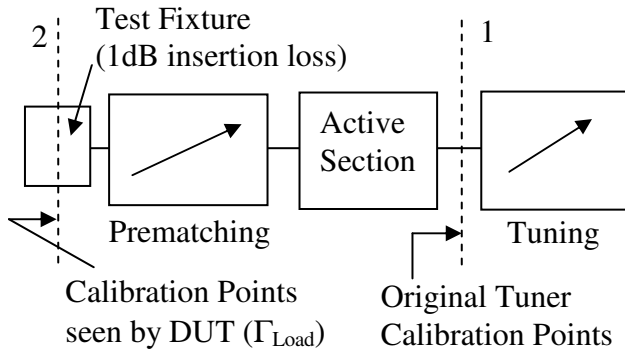 2
Test Fixture
(1dB insertion loss)
1
Active
Section
Prematching
Tuning
Calibration Points
seen by DUT (Γ_Load)
Original Tuner
Calibration Points